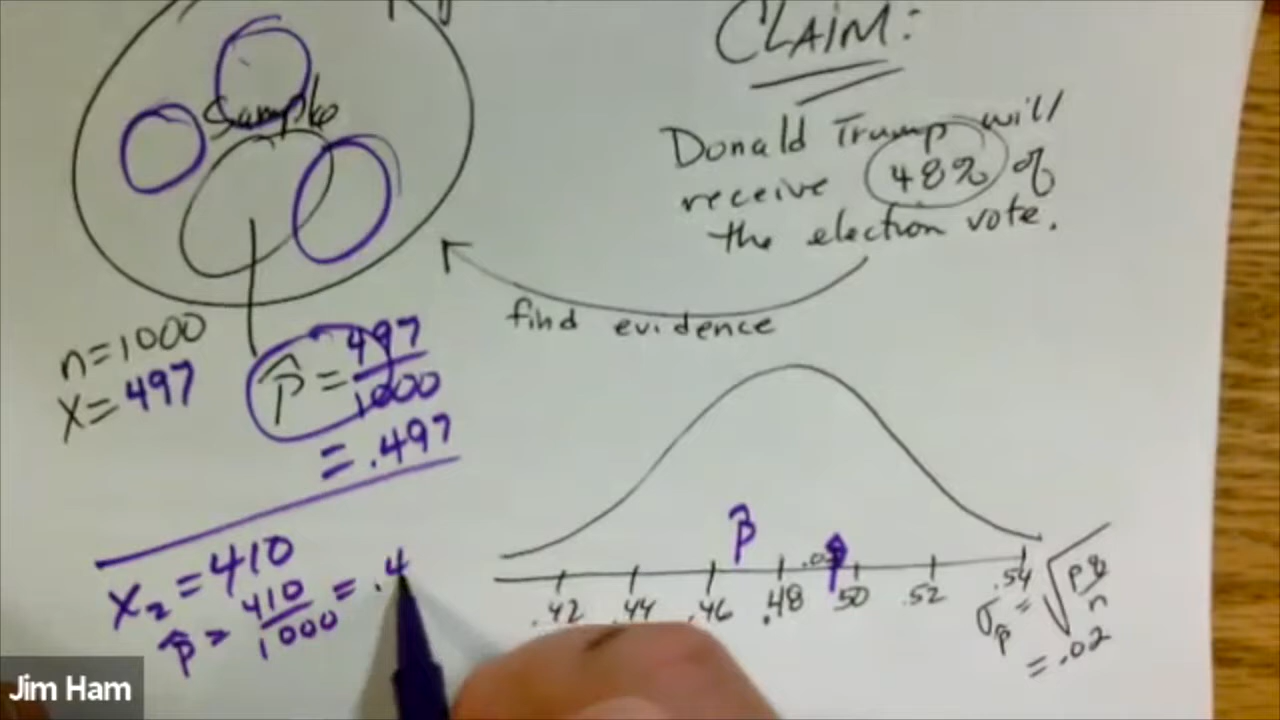 Sample
n=1000
X=497
p̂ = 497/1000
= .497
X₂ = 410
p̂ = 410/1000 = .4
CLAIM:
Donald Trump will
receive 48% of
the election vote.
find evidence
p̂
.42 .44 .46 .48 .50 .52 .54
σp̂ = √pq/n
= .02
Jim Ham